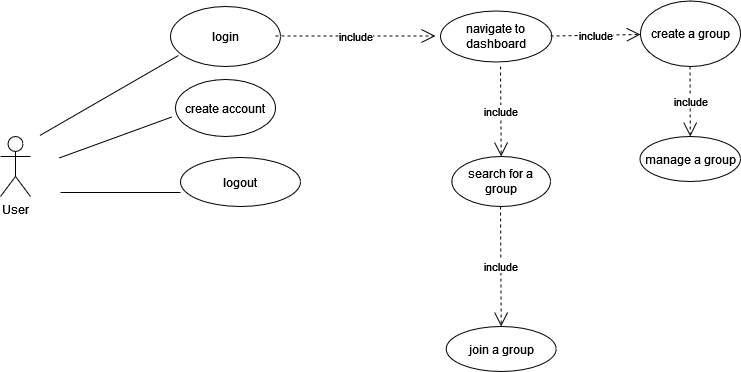 login
include
navigate to
dashboard
include
create a group
create account
include
include
manage a group
search for a
group
logout
User
include
join a group